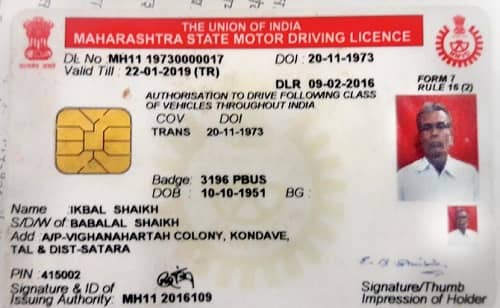 THE UNION OF INDIA
MAHARASHTRA STATE MOTOR DRIVING LICENCE
DL No :MH11 19730000017 DOI : 20-11-1973
Valid Till : 22-01-2019 (TR)
DLR 09-02-2016
FORM 7
RULE 16 (2)
AUTHORISATION TO DRIVE FOLLOWING CLASS
OF VEHICLES THROUGHOUT INDIA
COV DOI
TRANS 20-11-1973
Badge: 3196 PBUS
DOB : 10-10-1951 BG :
Name :IKBAL SHAIKH
S/D/W of :BABALAL SHAIKH
Add :A/P-VIGHANAHARTAH COLONY, KONDAVE,
TAL & DIST-SATARA
PIN :415002
Signature & ID of
Issuing Authority: MH11 2016109
Signature/Thumb
Impression of Holder